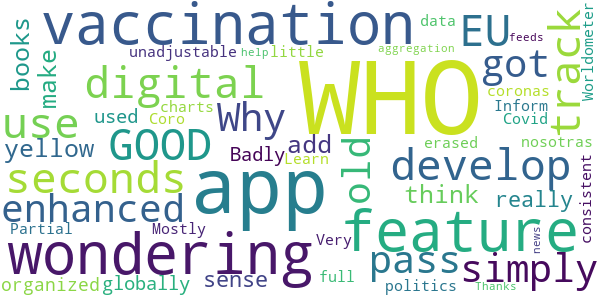 vaccination
EU
feeds
track
Worldometer
books
make
unadjustable
help
little
data
aggregation
got
digital
WHO
coronas
Inform
Covid
use
used
Coro
charts
Why
add
GOOD
yellow
Badly
Learn
old
erased
nosotras
develop
consistent
seconds
app
think
really
enhanced
feature
Partial
Mostly
Very
news
wondering
pass
simply
organized
globally
sense
full
politics
Thanks